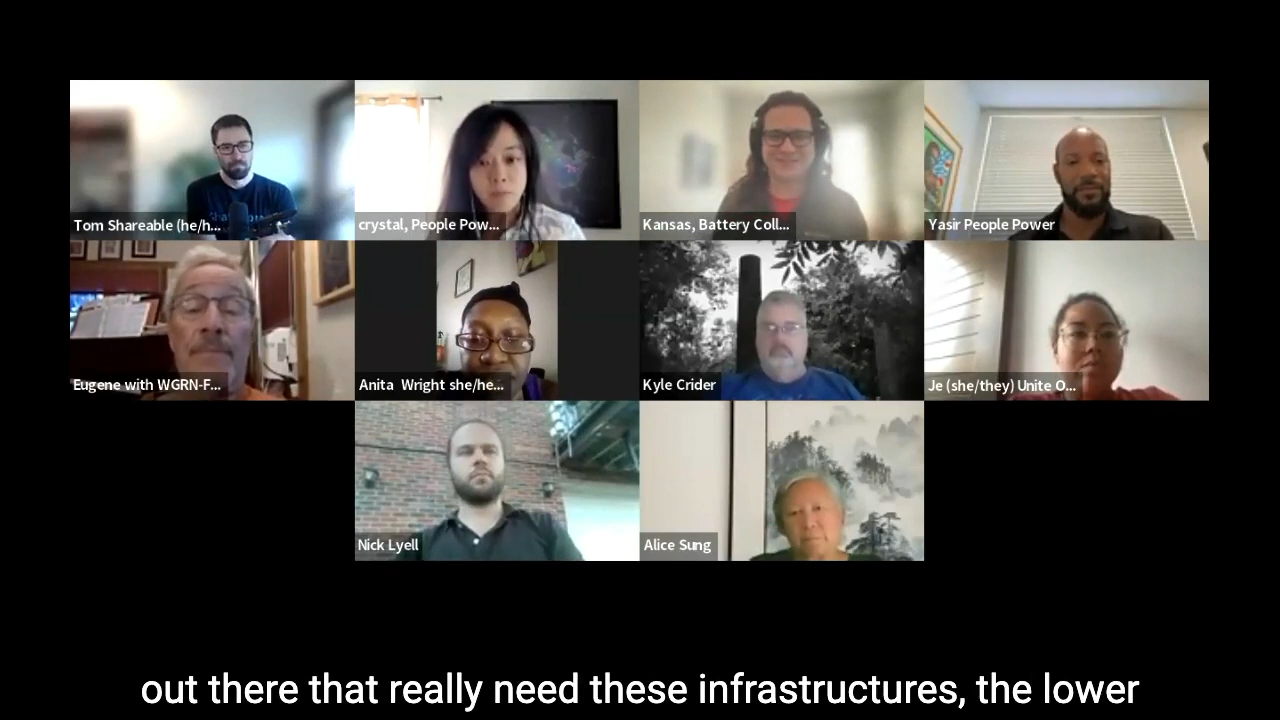 Tom Shareable (he/h...
crystal, People Pow...
Kansas, Battery Coll...
Yasir People Power
Eugene with WGRN-F...
Anita Wright she/he...
Kyle Crider
Je (she/they) Unite O...
Nick Lyell
Alice Sung
out there that really need these infrastructures, the lower